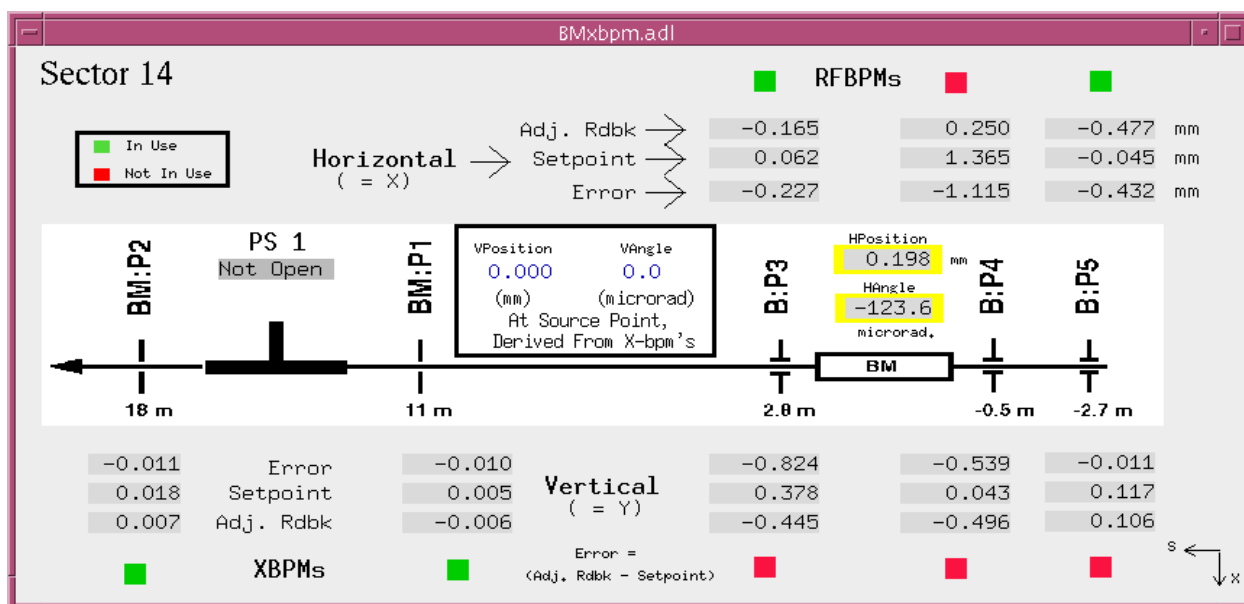 BMxbpm.adl
Sector 14
RFBPMs
In Use
Not In Use
Horizontal
( = X)
Adj. Rdbk -0.165 0.250 -0.477 mm
Setpoint 0.062 1.365 -0.045 mm
Error -0.227 -1.115 -0.432 mm
BM:P2
PS 1
Not Open
BM:P1
VPosition VAngle
0.000 0.0
(mm) (microrad)
At Source Point,
Derived From X-bpm's
B:P3
HPosition
0.198 mm
HAngle
-123.6
microrad.
BM
B:P4
B:P5
18 m 11 m 2.8 m -0.5 m -2.7 m
-0.011 Error -0.010 -0.824 -0.539 -0.011
0.018 Setpoint 0.005 0.378 0.043 0.117
0.007 Adj. Rdbk -0.006 -0.445 -0.496 0.106
Vertical
( = Y)
XBPMs
Error =
(Adj. Rdbk - Setpoint)
S
X